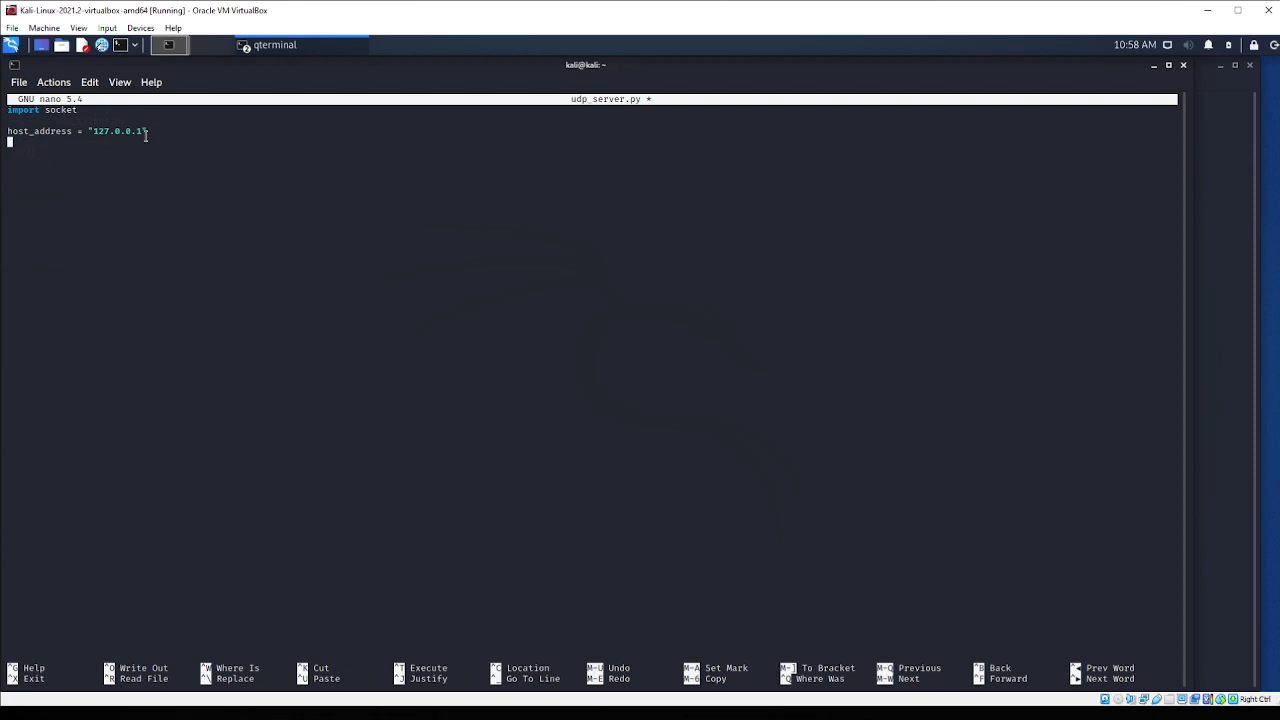 Kali-Linux-2021.2-virtualbox-amd64 [Running] - Oracle VM VirtualBox
File Machine View Input Devices Help
qterminal
10:58 AM
kali@kali: ~
File Actions Edit View Help
GNU nano 5.4 udp_server.py *
import socket
host_address = "127.0.0.1"
^G Help ^O Write Out ^W Where Is ^K Cut ^T Execute ^C Location M-U Undo M-A Set Mark M-] To Bracket M-Q Previous ^B Back ^◀ Prev Word
^X Exit ^R Read File ^\ Replace ^U Paste ^J Justify ^_ Go To Line M-E Redo M-6 Copy ^Q Where Was M-W Next ^F Forward ^▶ Next Word
Right Ctrl